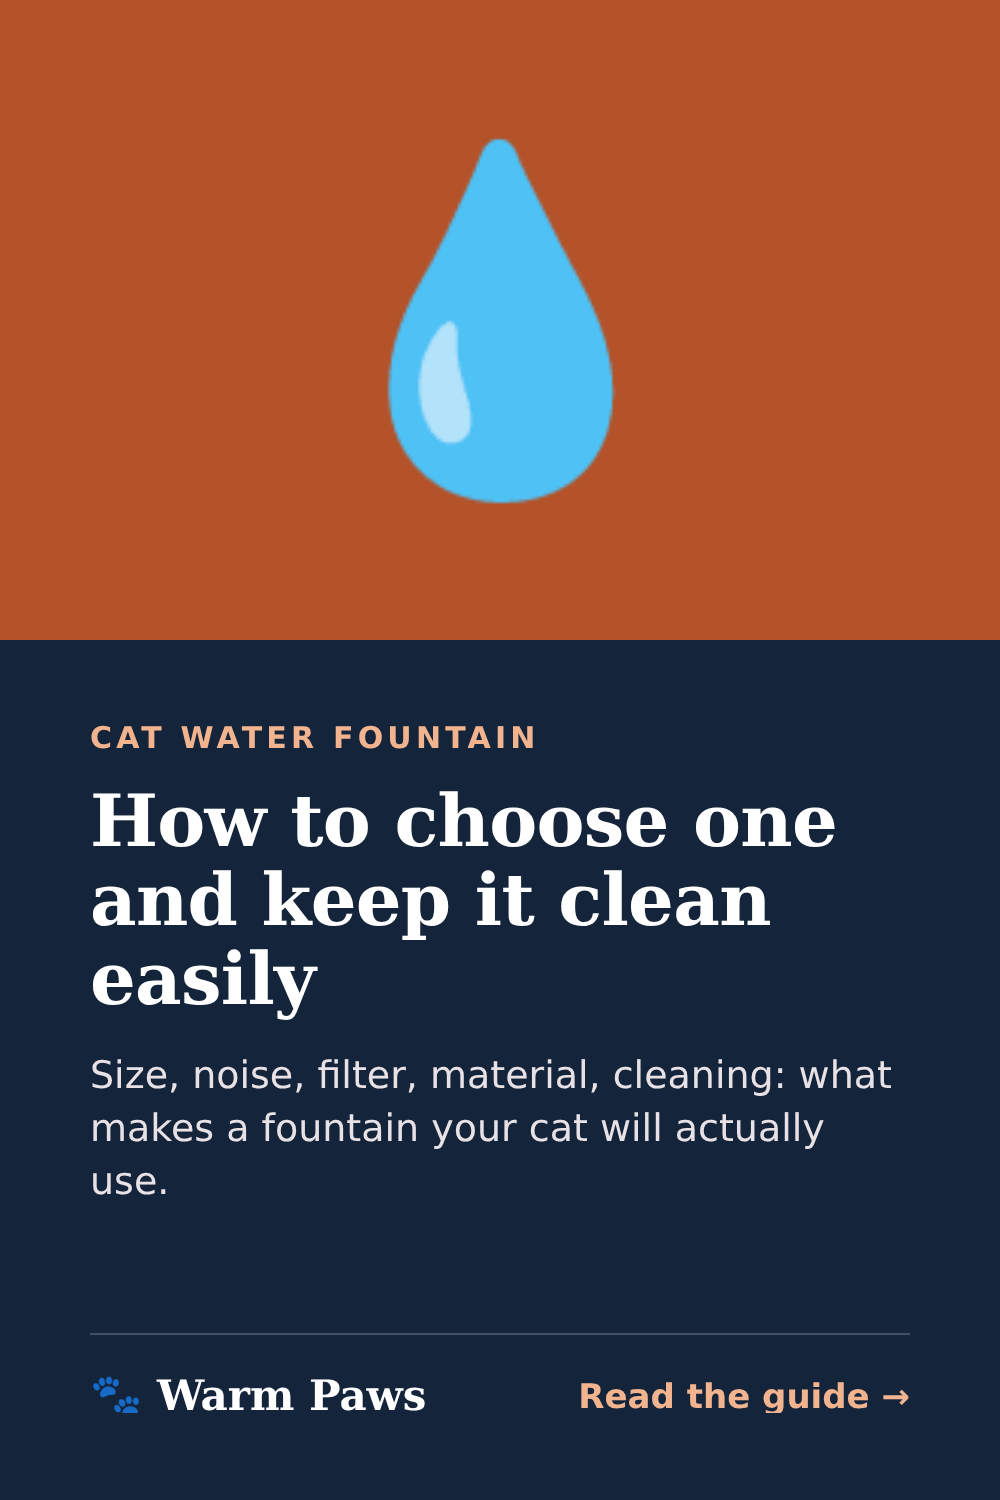 CAT WATER FOUNTAIN
How to choose one
and keep it clean
easily
Size, noise, filter, material, cleaning: what
makes a fountain your cat will actually
use.
🐾 Warm Paws
Read the guide →